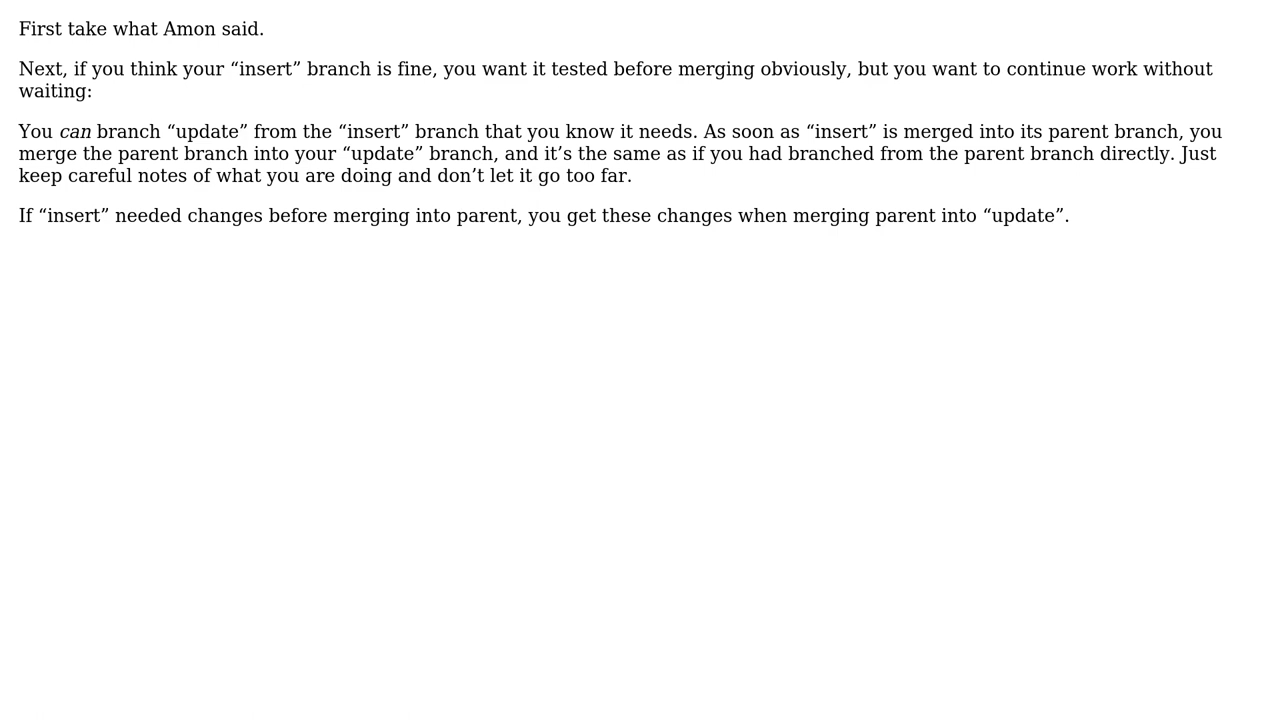 First take what Amon said.
Next, if you think your “insert” branch is fine, you want it tested before merging obviously, but you want to continue work without
waiting:
You can branch “update” from the “insert” branch that you know it needs. As soon as “insert” is merged into its parent branch, you
merge the parent branch into your “update” branch, and it’s the same as if you had branched from the parent branch directly. Just
keep careful notes of what you are doing and don’t let it go too far.
If “insert” needed changes before merging into parent, you get these changes when merging parent into “update”.